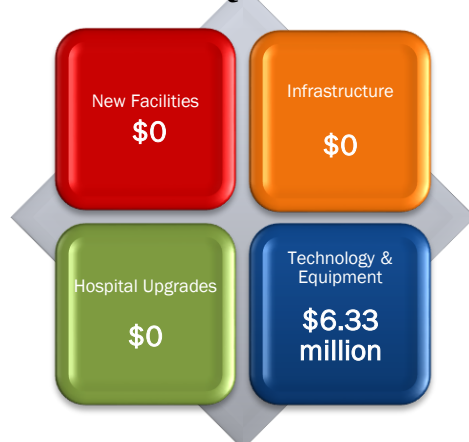 New Facilities
$0
Infrastructure
$0
Hospital Upgrades
$0
Technology &
Equipment
$6.33
million